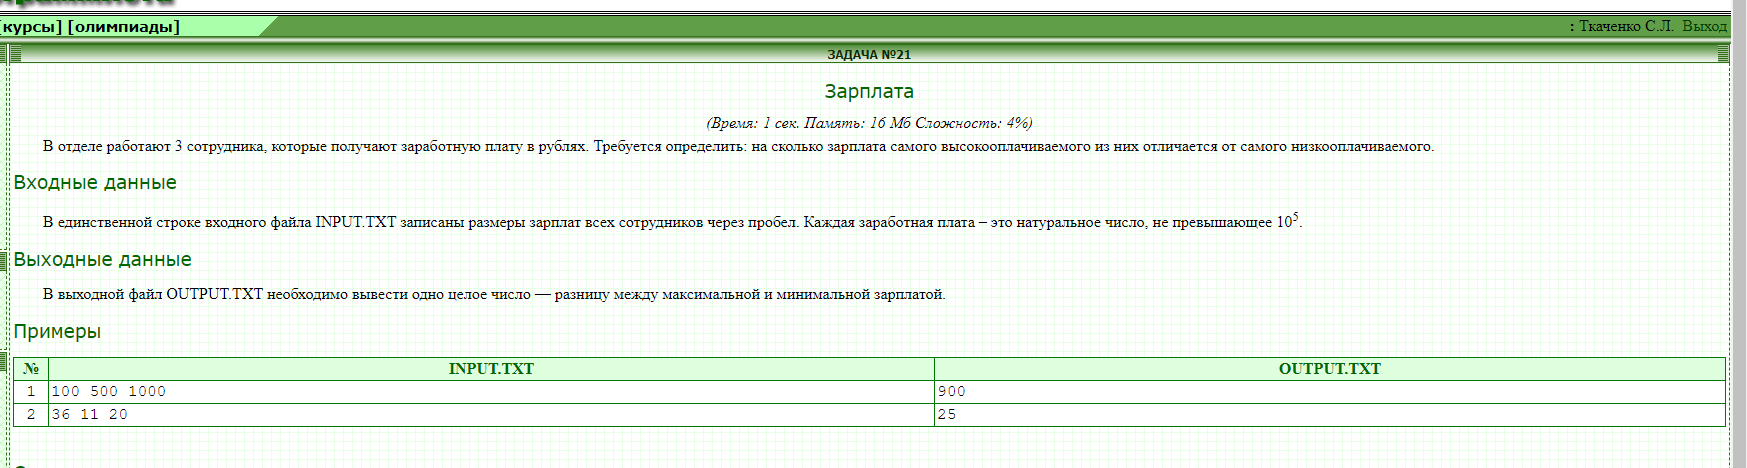 [курсы] [олимпиады]
: Ткаченко С.Л. Выход
ЗАДАЧА №21
Зарплата
(Время: 1 сек. Память: 16 Мб Сложность: 4%)
В отделе работают 3 сотрудника, которые получают заработную плату в рублях. Требуется определить: на сколько зарплата самого высокооплачиваемого из них отличается от самого низкооплачиваемого.
Входные данные
В единственной строке входного файла INPUT.TXT записаны размеры зарплат всех сотрудников через пробел. Каждая заработная плата – это натуральное число, не превышающее 10⁵.
Выходные данные
В выходной файл OUTPUT.TXT необходимо вывести одно целое число — разницу между максимальной и минимальной зарплатой.
Примеры
№ INPUT.TXT OUTPUT.TXT
1 100 500 1000 900
2 36 11 20 25